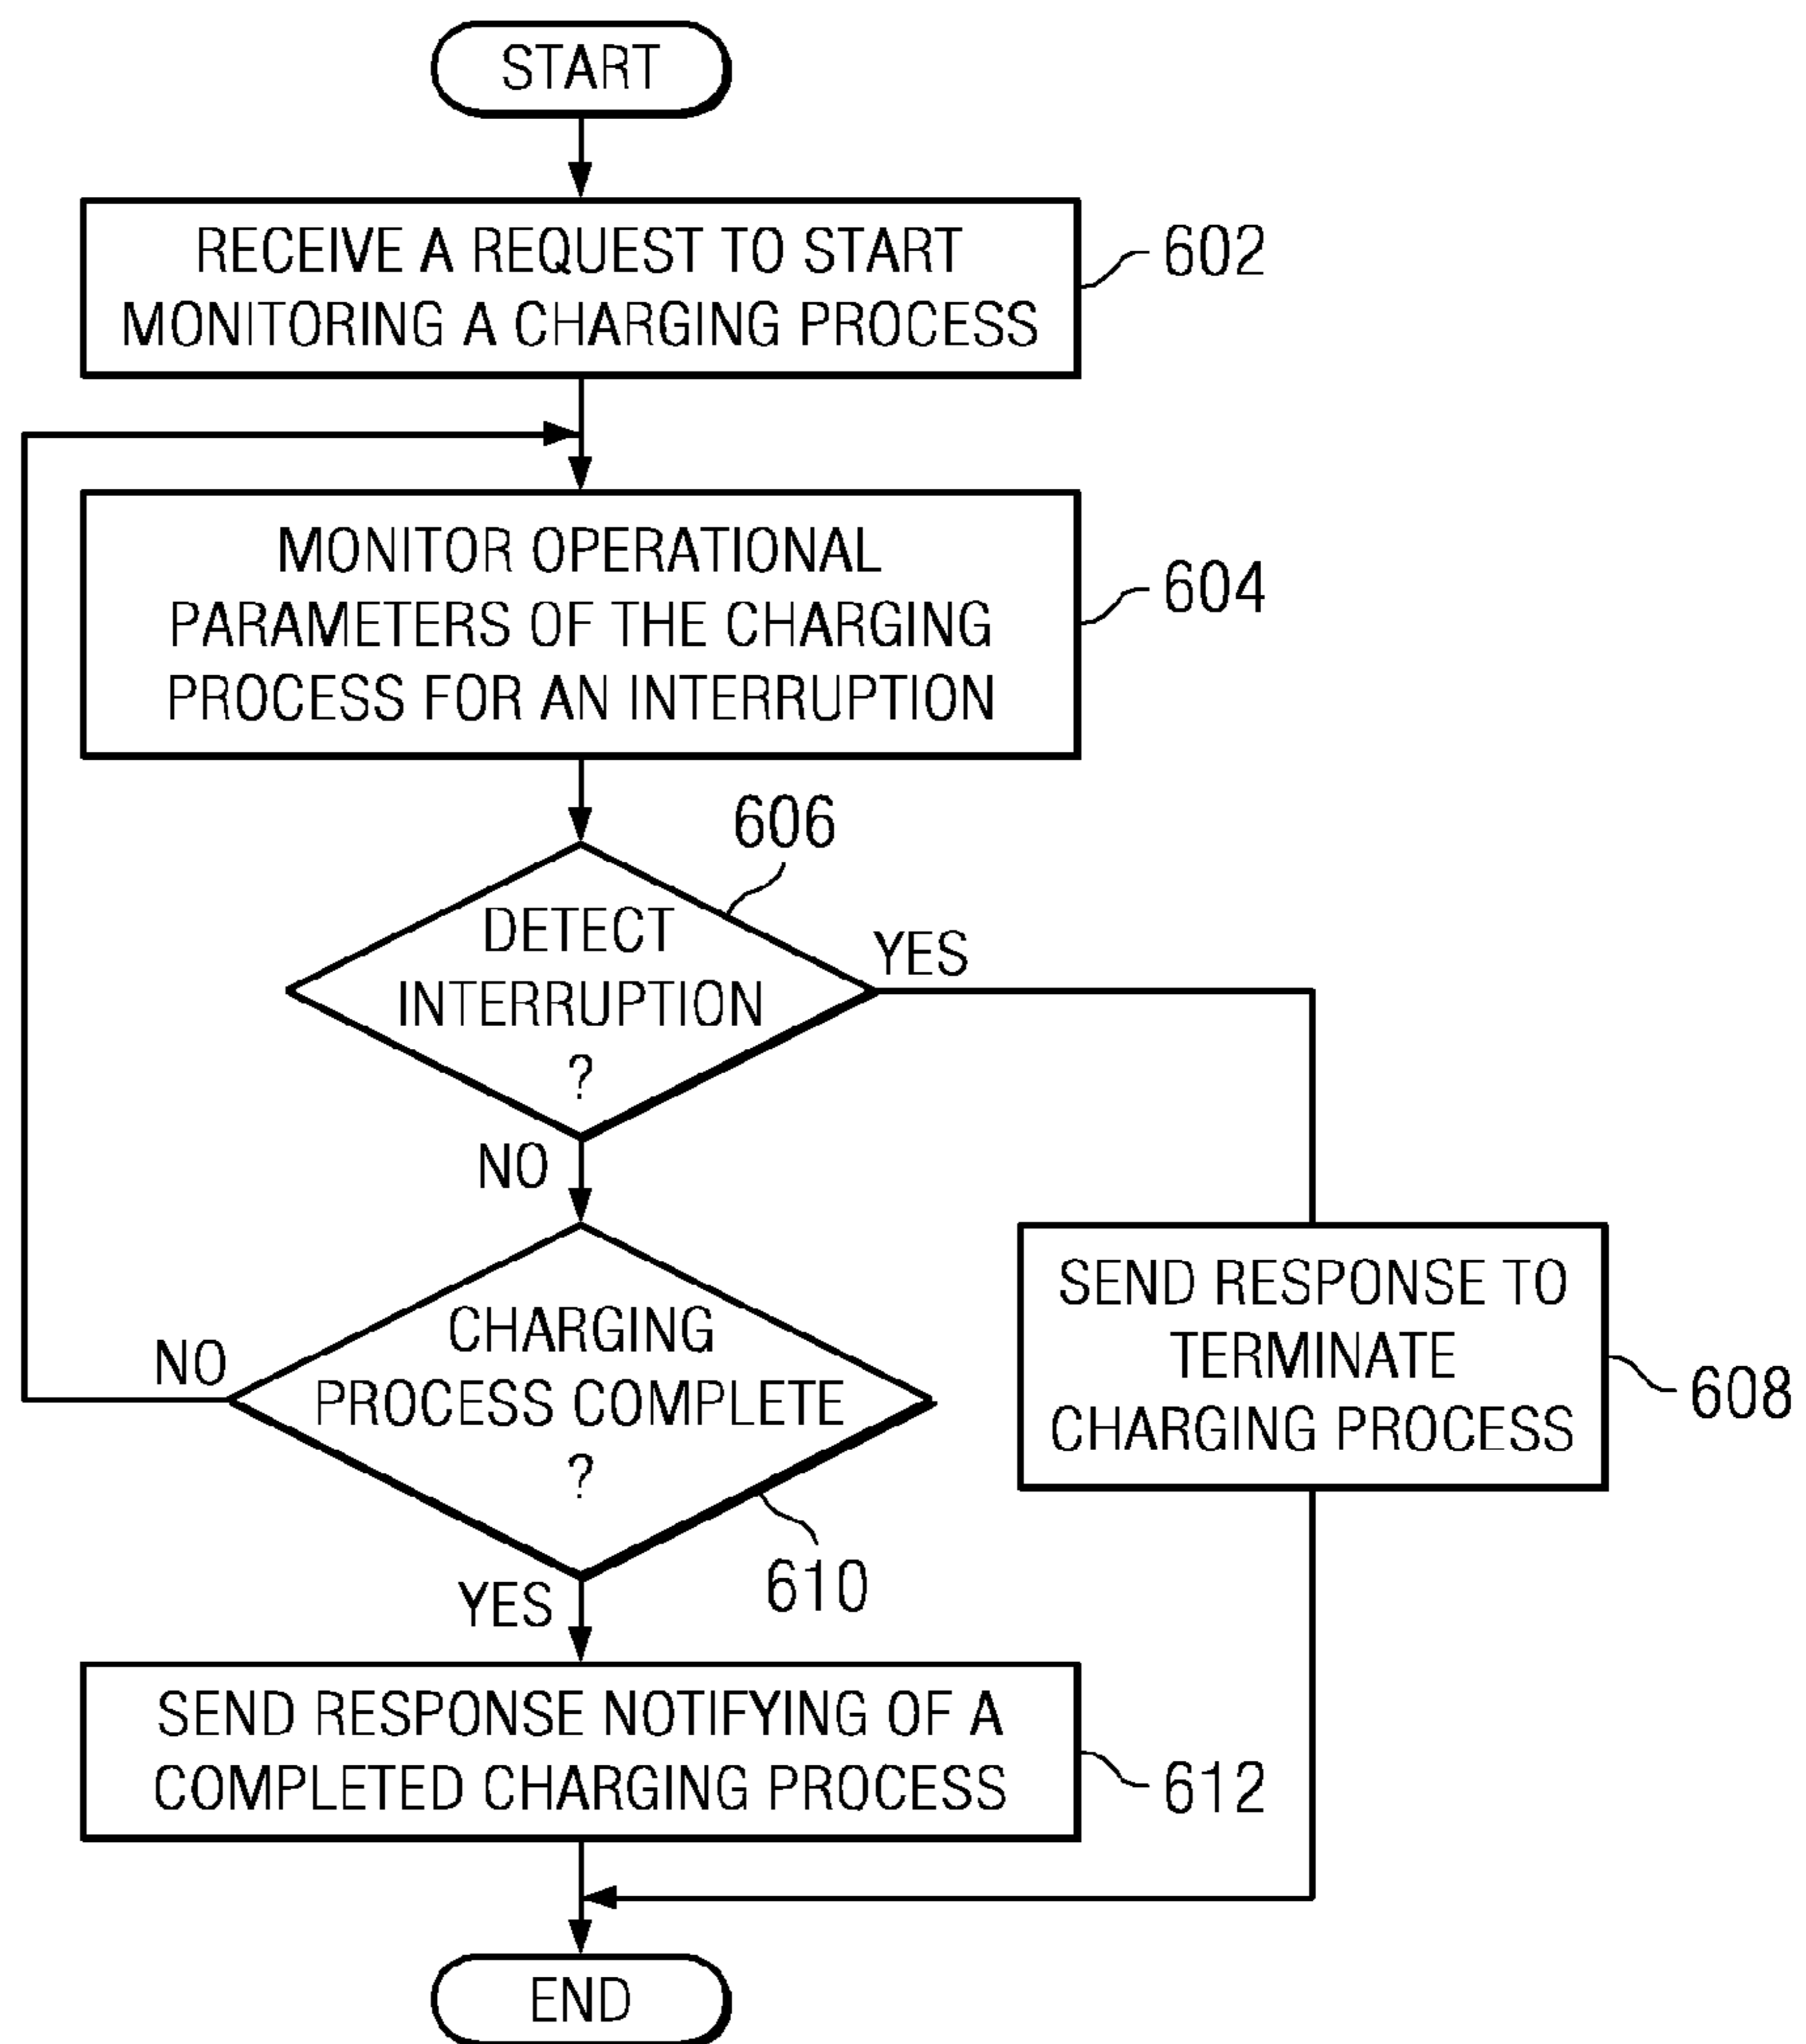 START
RECEIVE A REQUEST TO START
MONITORING A CHARGING PROCESS
602
MONITOR OPERATIONAL
PARAMETERS OF THE CHARGING
PROCESS FOR AN INTERRUPTION
604
606
DETECT
INTERRUPTION
?
YES
NO
SEND RESPONSE TO
TERMINATE
CHARGING PROCESS
608
CHARGING
PROCESS COMPLETE
?
NO
610
YES
SEND RESPONSE NOTIFYING OF A
COMPLETED CHARGING PROCESS
612
END